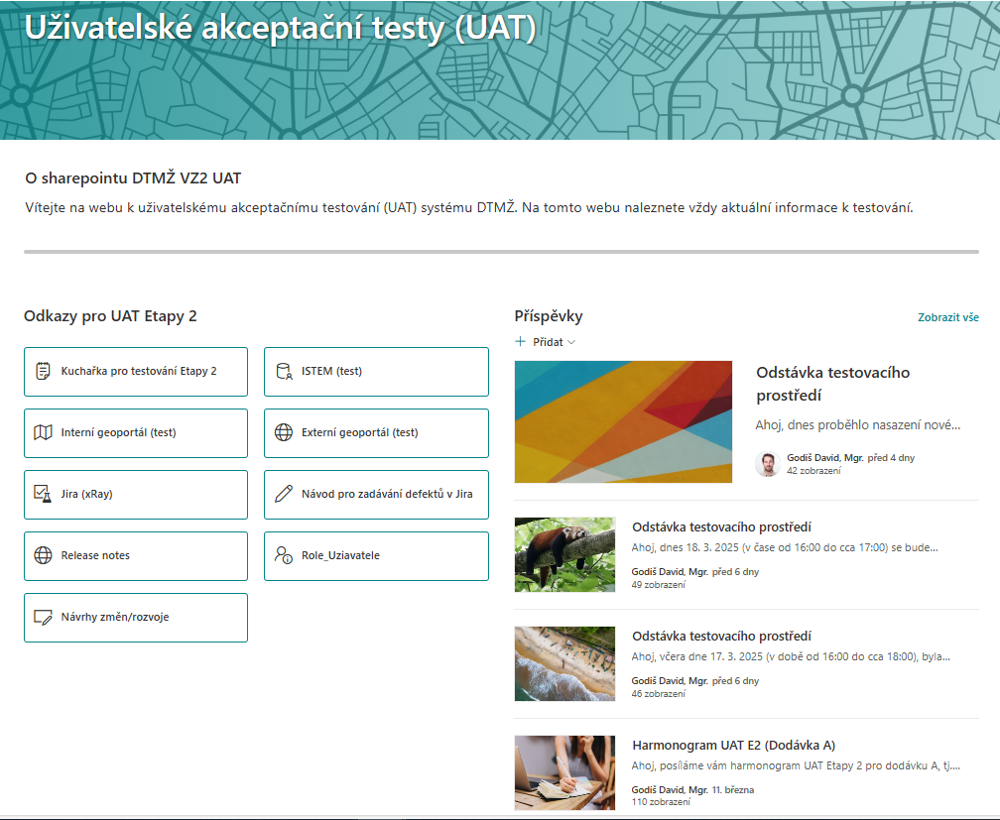 Uživatelské akceptační testy (UAT)
O sharepointu DTMŽ VZ2 UAT
Vítejte na webu k uživatelskému akceptačnímu testování (UAT) systému DTMŽ. Na tomto webu naleznete vždy aktuální informace k testování.
Odkazy pro UAT Etapy 2
Kuchařka pro testování Etapy 2
ISTEM (test)
Interní geoportál (test)
Externí geoportál (test)
Jira (xRay)
Návod pro zadávání defektů v Jira
Release notes
Role_Uziavatele
Návrhy změn/rozvoje
Příspěvky
Zobrazit vše
Přidat
Odstávka testovacího
prostředí
Ahoj, dnes proběhlo nasazení nové...
Godiš David, Mgr. před 4 dny
42 zobrazení
Odstávka testovacího prostředí
Ahoj, dnes 18. 3. 2025 (v čase od 16:00 do cca 17:00) se bude...
Godiš David, Mgr. před 6 dny
49 zobrazení
Odstávka testovacího prostředí
Ahoj, včera dne 17. 3. 2025 (v době od 16:00 do cca 18:00), byla...
Godiš David, Mgr. před 6 dny
46 zobrazení
Harmonogram UAT E2 (Dodávka A)
Ahoj, posíláme vám harmonogram UAT Etapy 2 pro dodávku A, tj....
Godiš David, Mgr. 11. března
110 zobrazení